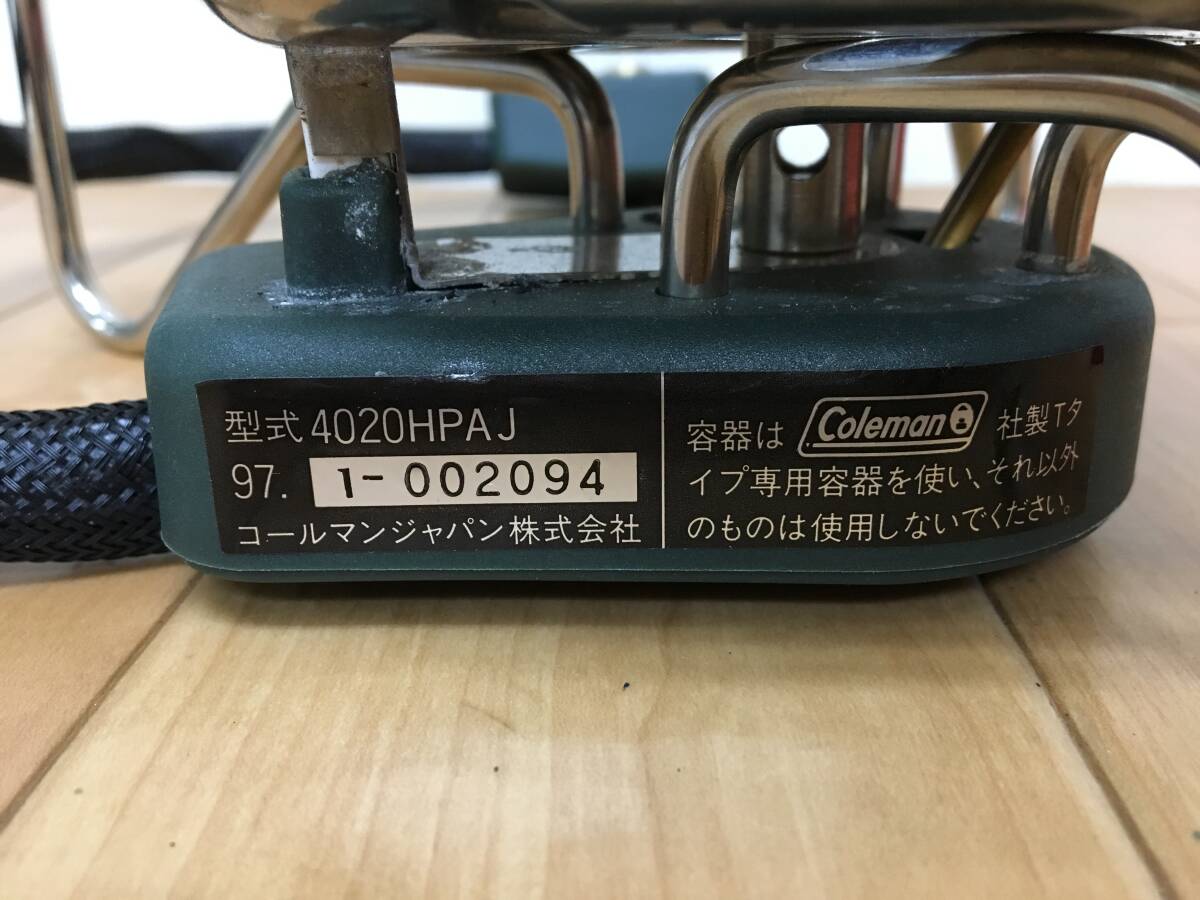 型式 4020HPAJ
97. 1-002094
コールマンジャパン株式会社
容器は Coleman 社製Tタ
イプ専用容器を使い、それ以外
のものは使用しないでください。